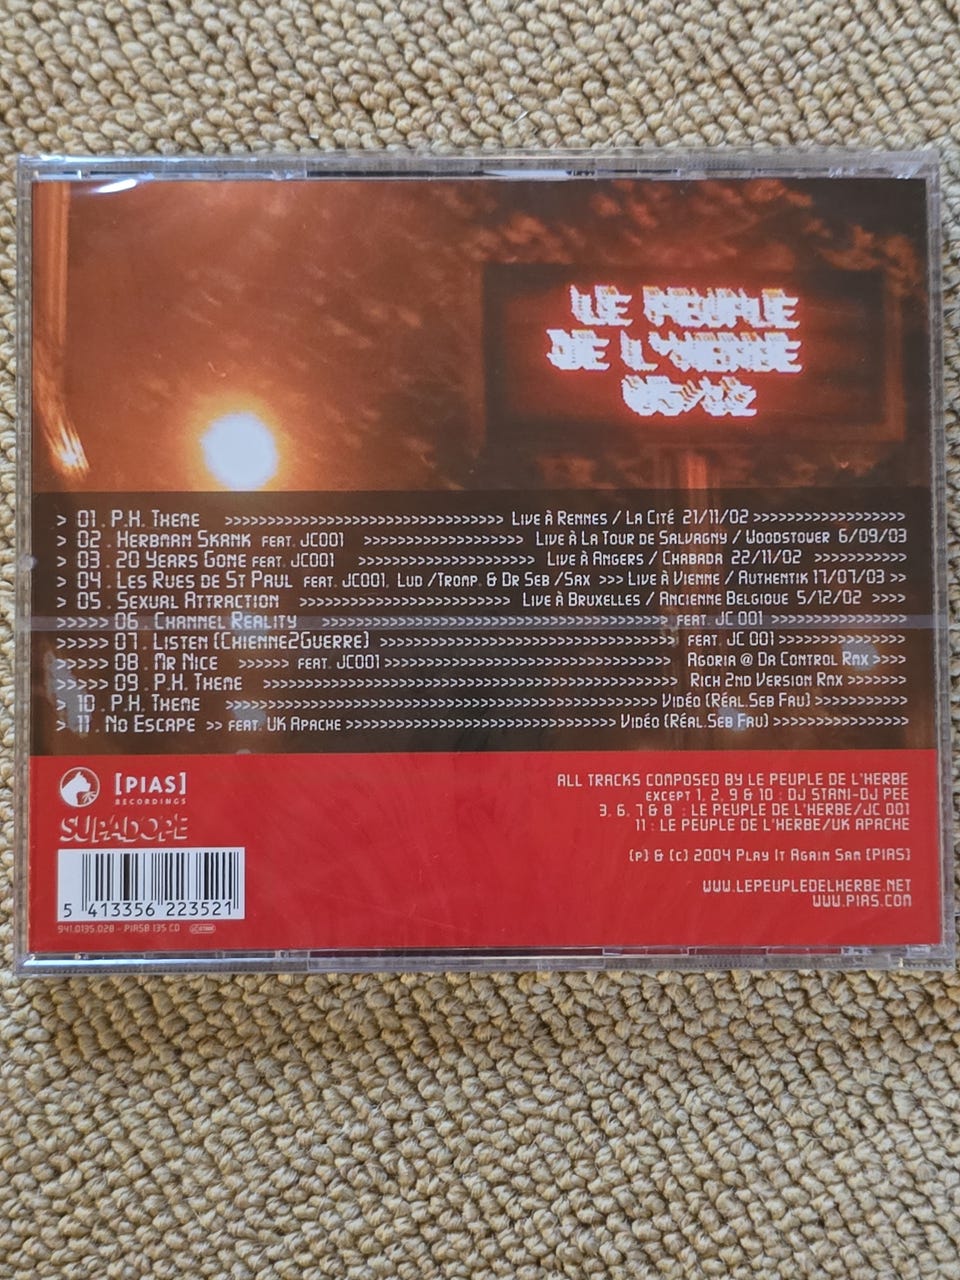 LE PEUPLE
DE L'HERBE
> 01 . P.H. Theme >>>>>>>>>>>>>>>>>>>>>>>>>>>>>>>> Live à Rennes / La Cité 21/11/02 >>>>>>>>>>>>>>>>>
> 02 . Herbman Skank feat. JC001 >>>>>>>>>>>>>>>>>> Live à La Tour de Salvagny / Woodstower 6/09/03
> 03 . 20 Years Gone feat. JC001 >>>>>>>>>>>>>>>>>>>>> Live à Angers / Chabada 22/11/02 >>>>>>>>>>
> 04 . Les Rues de St Paul feat. JC001, Lud /Tromp. & Dr Seb /Sax >>> Live à Vienne / Authentik 17/07/03 >>
> 05 . Sexual Attraction >>>>>>>>>>>>>>>>>>>>>>>> Live à Bruxelles / Ancienne Belgique 5/12/02 >>>>
>>>>> 06 . Channel Reality >>>>>>>>>>>>>>>>>>>>>>>>>>>>>>>>> feat. JC 001 >>>>>>>>>>>>>>>>
>>>>> 07 . Listen (Chienne2Guerre) >>>>>>>>>>>>>>>>>>>>>>>>>>>>>>>>> feat. JC 001 >>>>>>>>>>>>>>
>>>>> 08 . Mr Nice >>>>>> feat. JC001 >>>>>>>>>>>>>>>>>>>>>>>>>>>>>>>> Agoria @ Da Control Rmx >>>>
>>>>> 09 . P.H. Theme >>>>>>>>>>>>>>>>>>>>>>>>>>>>>>>>>>>>>>>>>>>>>>>> Rich 2nd Version Rmx >>>>>>>
> 10 . P.H. Theme >>>>>>>>>>>>>>>>>>>>>>>>>>>>>>>>>>>>>>>>>>>>>>>>> Vidéo (Réal.Seb Fau) >>>>>>>>>>
> 11 . No Escape >> feat. UK Apache >>>>>>>>>>>>>>>>>>>>>>>>>>>>>>> Vidéo (Réal.Seb Fau) >>>>>>>>>>>>>>>
[PIAS]
RECORDINGS
SUPADOPE
5 413356 223521
941.0135.028 - PIASB 135 CD
ALL TRACKS COMPOSED BY LE PEUPLE DE L'HERBE
EXCEPT 1, 2, 9 & 10 : DJ STANI-DJ PEE
3, 6, 7 & 8 : LE PEUPLE DE L'HERBE/JC 001
11 : LE PEUPLE DE L'HERBE/UK APACHE
(p) & (c) 2004 Play It Again Sam [PIAS]
WWW.LEPEUPLEDELHERBE.NET
WWW.PIAS.COM